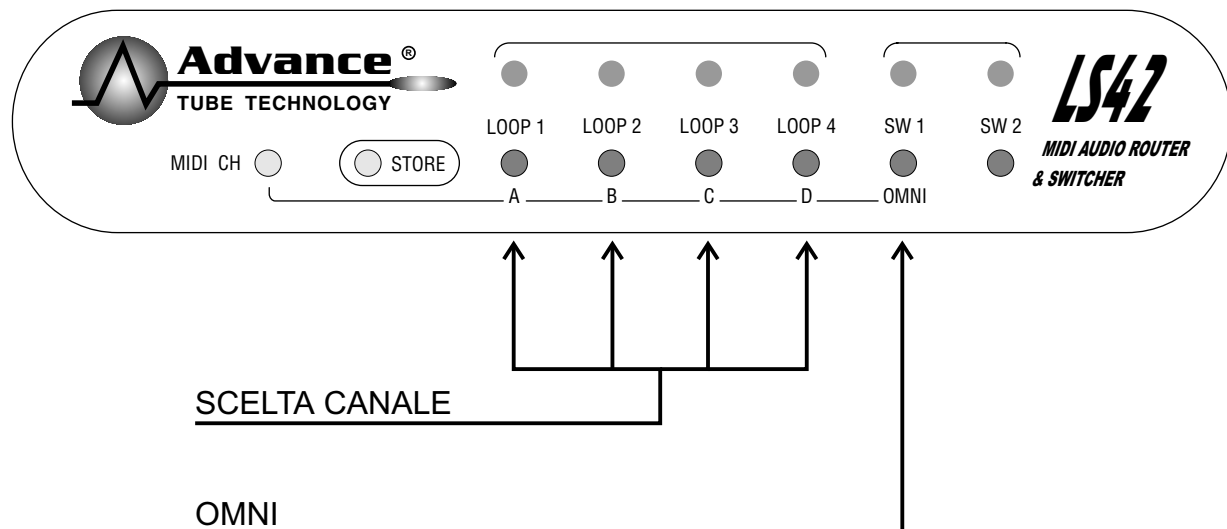 Advance ®
TUBE TECHNOLOGY
LOOP 1 LOOP 2 LOOP 3 LOOP 4 SW 1 SW 2
LS42
MIDI AUDIO ROUTER
& SWITCHER
MIDI CH STORE
A B C D OMNI
SCELTA CANALE
OMNI